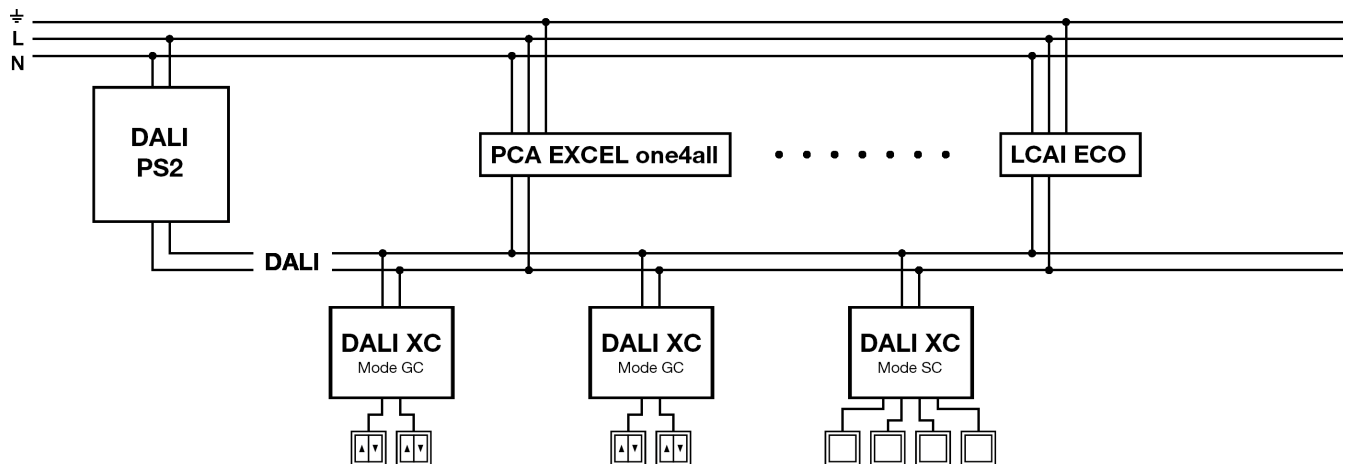 L
N
DALI
PS2
PCA EXCEL one4all
LCAI ECO
DALI
DALI XC
Mode GC
DALI XC
Mode GC
DALI XC
Mode SC